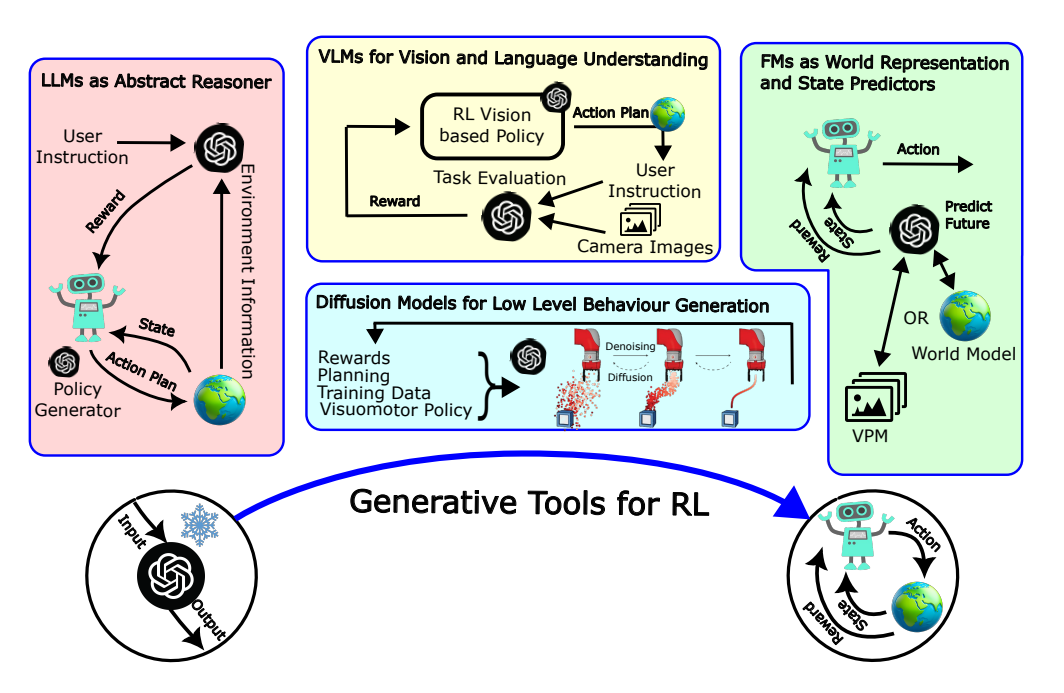 LLMs as Abstract Reasoner
User
Instruction
Environment Information
Reward
State
Action Plan
Policy
Generator
VLMs for Vision and Language Understanding
RL Vision
based Policy
Action Plan
User
Instruction
Task Evaluation
Reward
Camera Images
Diffusion Models for Low Level Behaviour Generation
Rewards
Planning
Training Data
Visuomotor Policy
Denoising
Diffusion
FMs as World Representation
and State Predictors
Action
Predict
Future
State
Reward
OR
World Model
VPM
Generative Tools for RL
Input
Output
Action
State
Reward